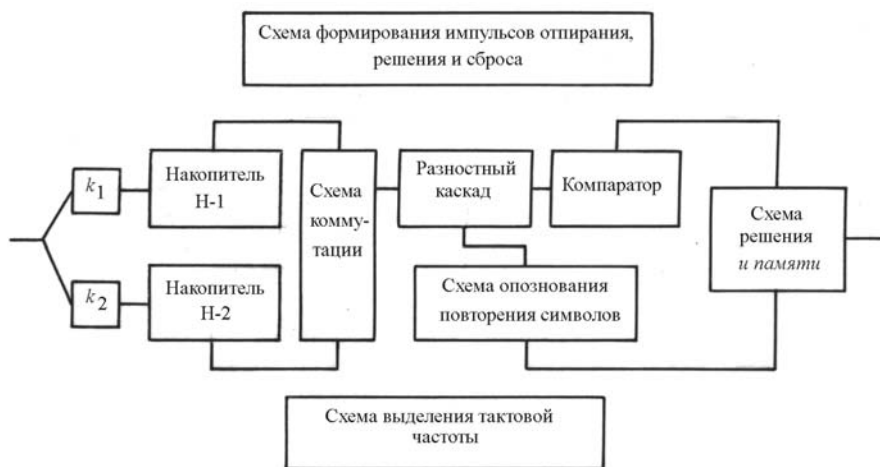 Схема формирования импульсов отпирания,
решения и сброса
k1
Накопитель
Н-1
Схема
комму-
тации
Разностный
каскад
Компаратор
Схема
решения
и памяти
k2
Накопитель
Н-2
Схема опознования
повторения символов
Схема выделения тактовой
частоты